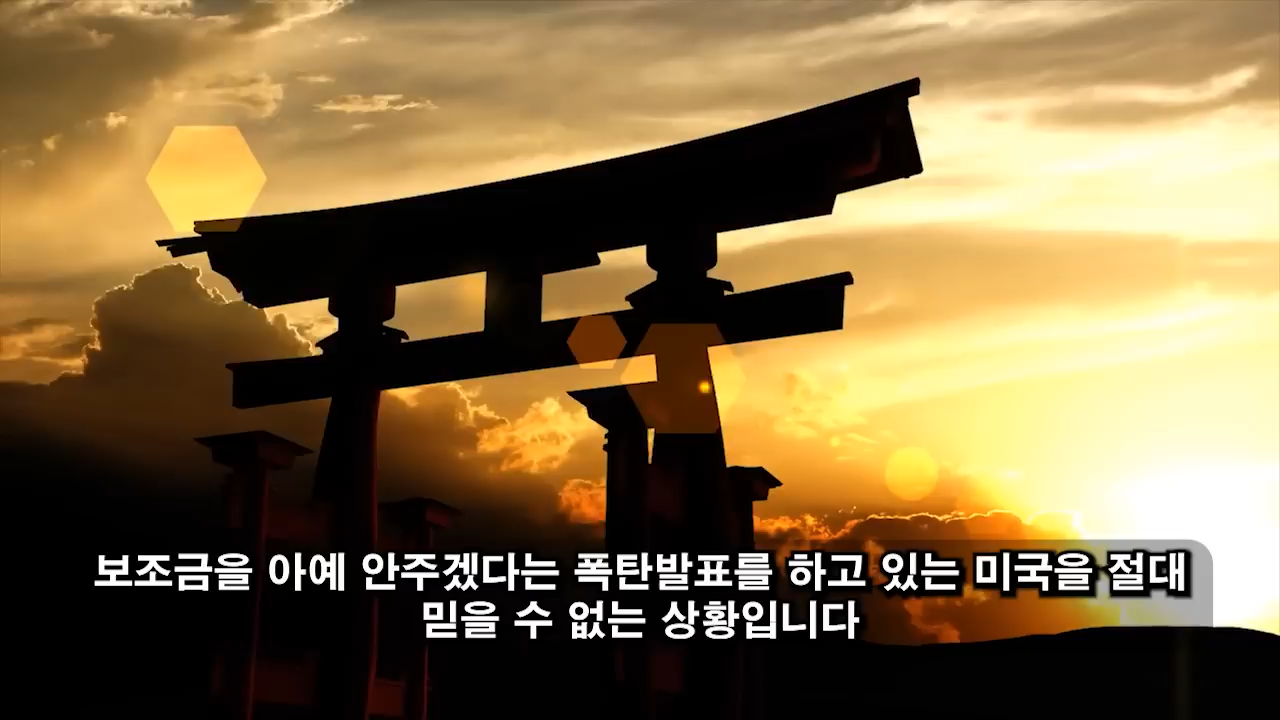 보조금을 아예 안주겠다는 폭탄발표를 하고 있는 미국을 절대
믿을 수 없는 상황입니다